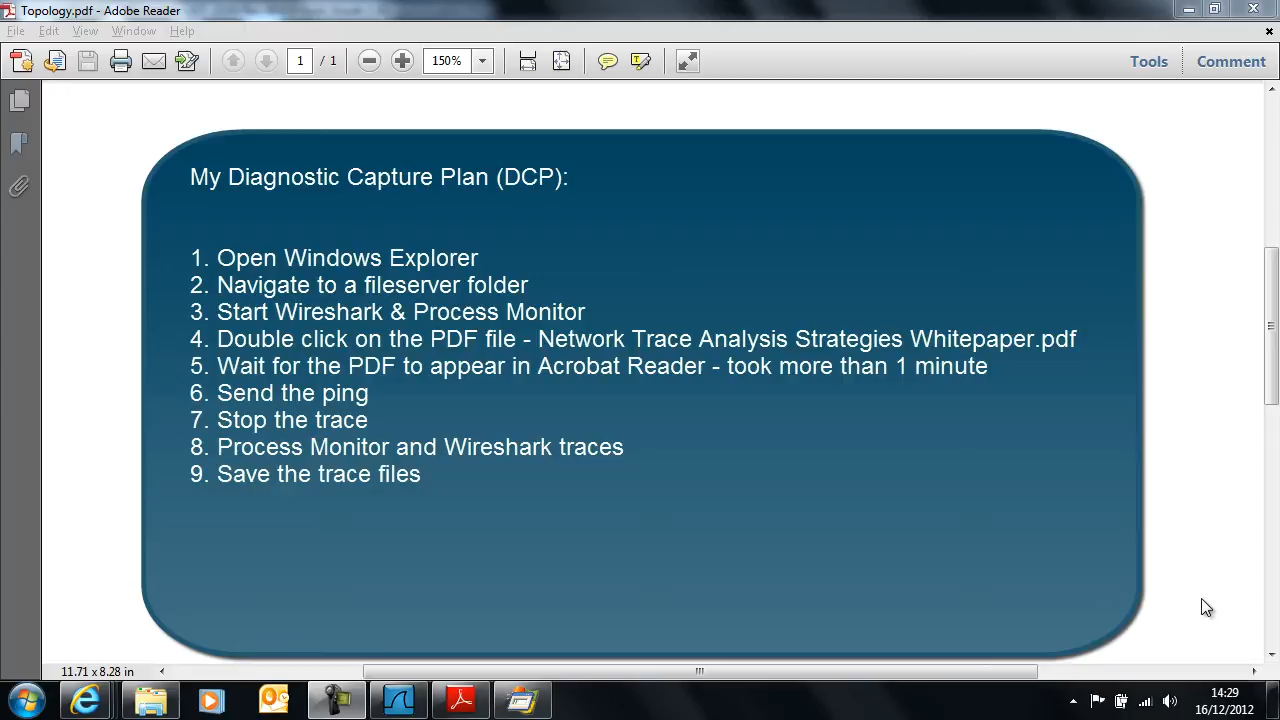 Topology.pdf - Adobe Reader
File Edit View Window Help
1 / 1 150% Tools Comment
My Diagnostic Capture Plan (DCP):
1. Open Windows Explorer
2. Navigate to a fileserver folder
3. Start Wireshark & Process Monitor
4. Double click on the PDF file - Network Trace Analysis Strategies Whitepaper.pdf
5. Wait for the PDF to appear in Acrobat Reader - took more than 1 minute
6. Send the ping
7. Stop the trace
8. Process Monitor and Wireshark traces
9. Save the trace files
11.71 x 8.28 in
14:29
16/12/2012